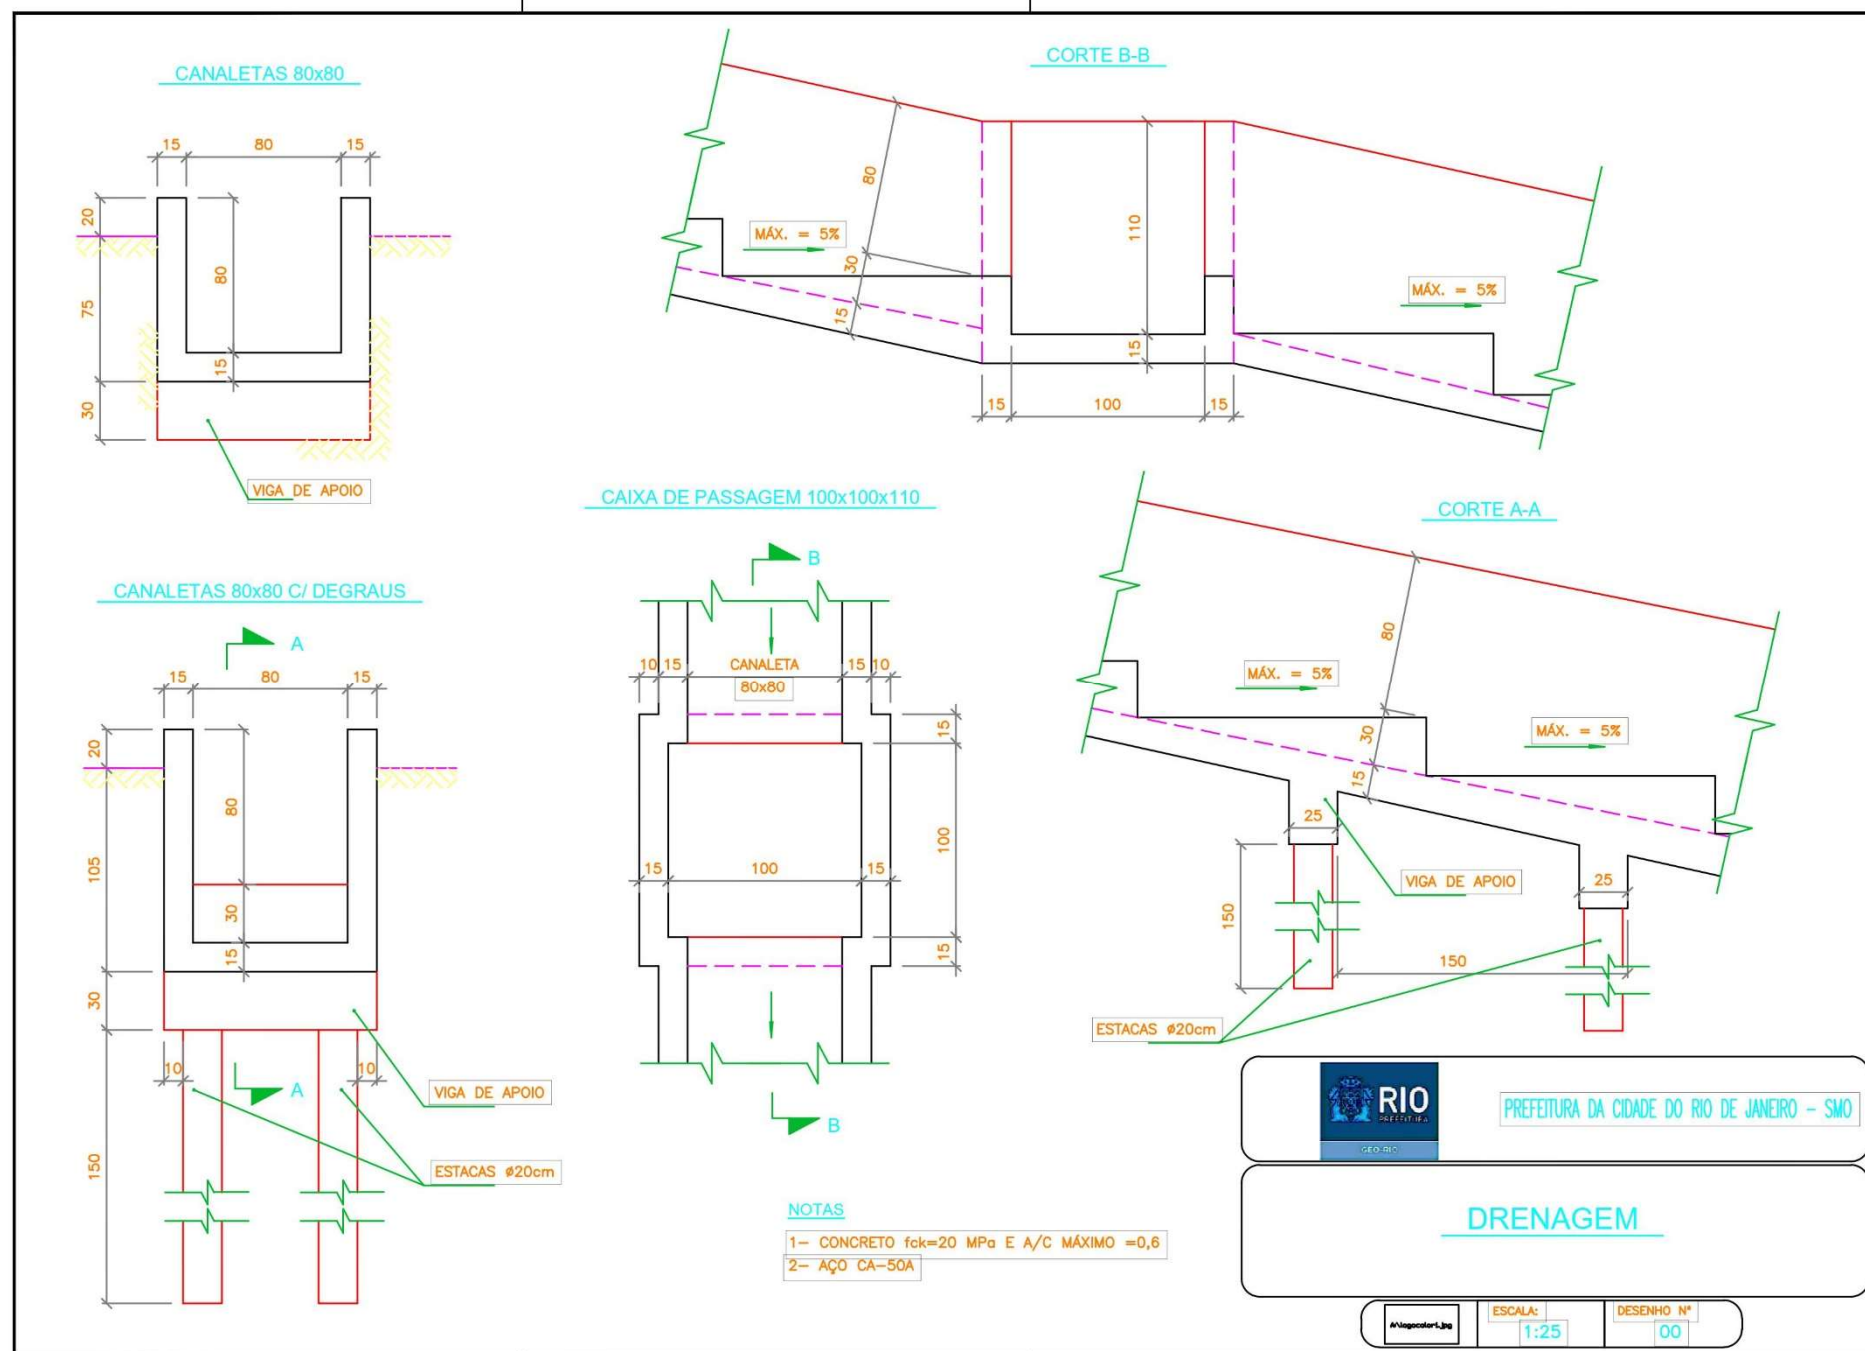 CANALETAS 80x80
15
80
15
20
80
75
15
30
VIGA DE APOIO
CORTE B-B
80
MÁX. = 5%
30
15
110
15
MÁX. = 5%
15
100
15
CANALETAS 80x80 C/ DEGRAUS
A
15
80
15
20
80
105
30
15
30
10
10
A
150
VIGA DE APOIO
ESTACAS ø20cm
CAIXA DE PASSAGEM 100x100x110
B
10
15
CANALETA
15
10
80x80
15
100
15
100
15
15
B
CORTE A-A
80
MÁX. = 5%
MÁX. = 5%
30
15
25
VIGA DE APOIO
25
150
150
ESTACAS ø20cm
NOTAS
1- CONCRETO fck=20 MPa E A/C MÁXIMO =0,6
2- AÇO CA-50A
RIO
PREFEITURA
GEO-RIO
PREFEITURA DA CIDADE DO RIO DE JANEIRO - SMO
DRENAGEM
ESCALA:
1:25
DESENHO Nº
00